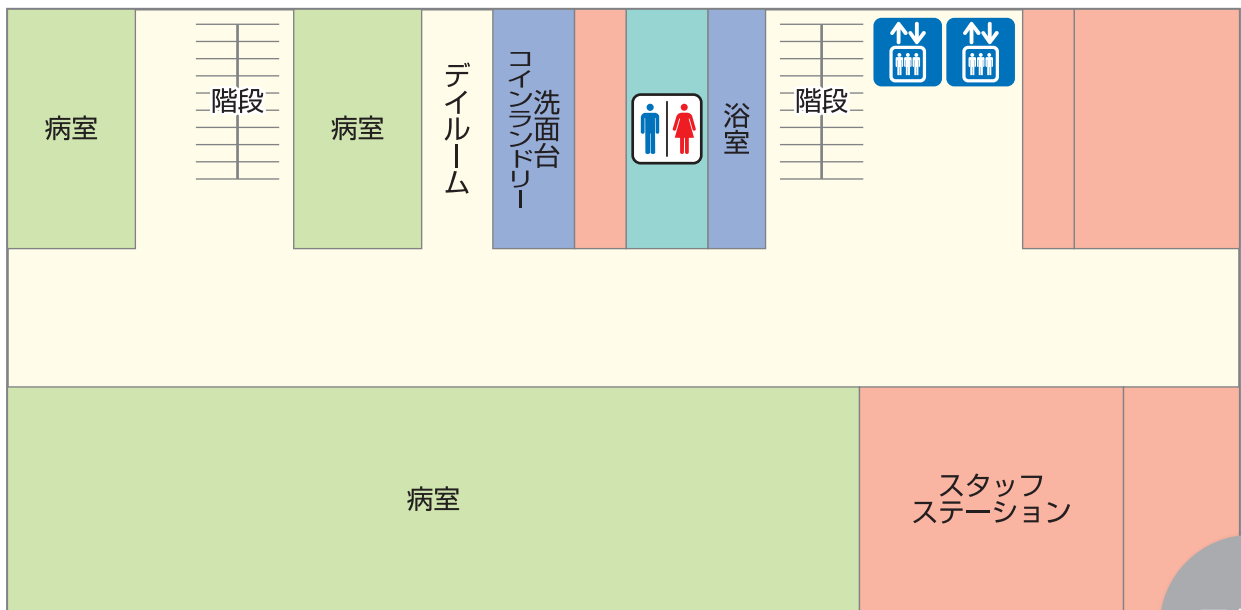 病室
階段
病室
デイルーム
洗面台
コインランドリー
浴室
階段
病室
スタッフ
ステーション